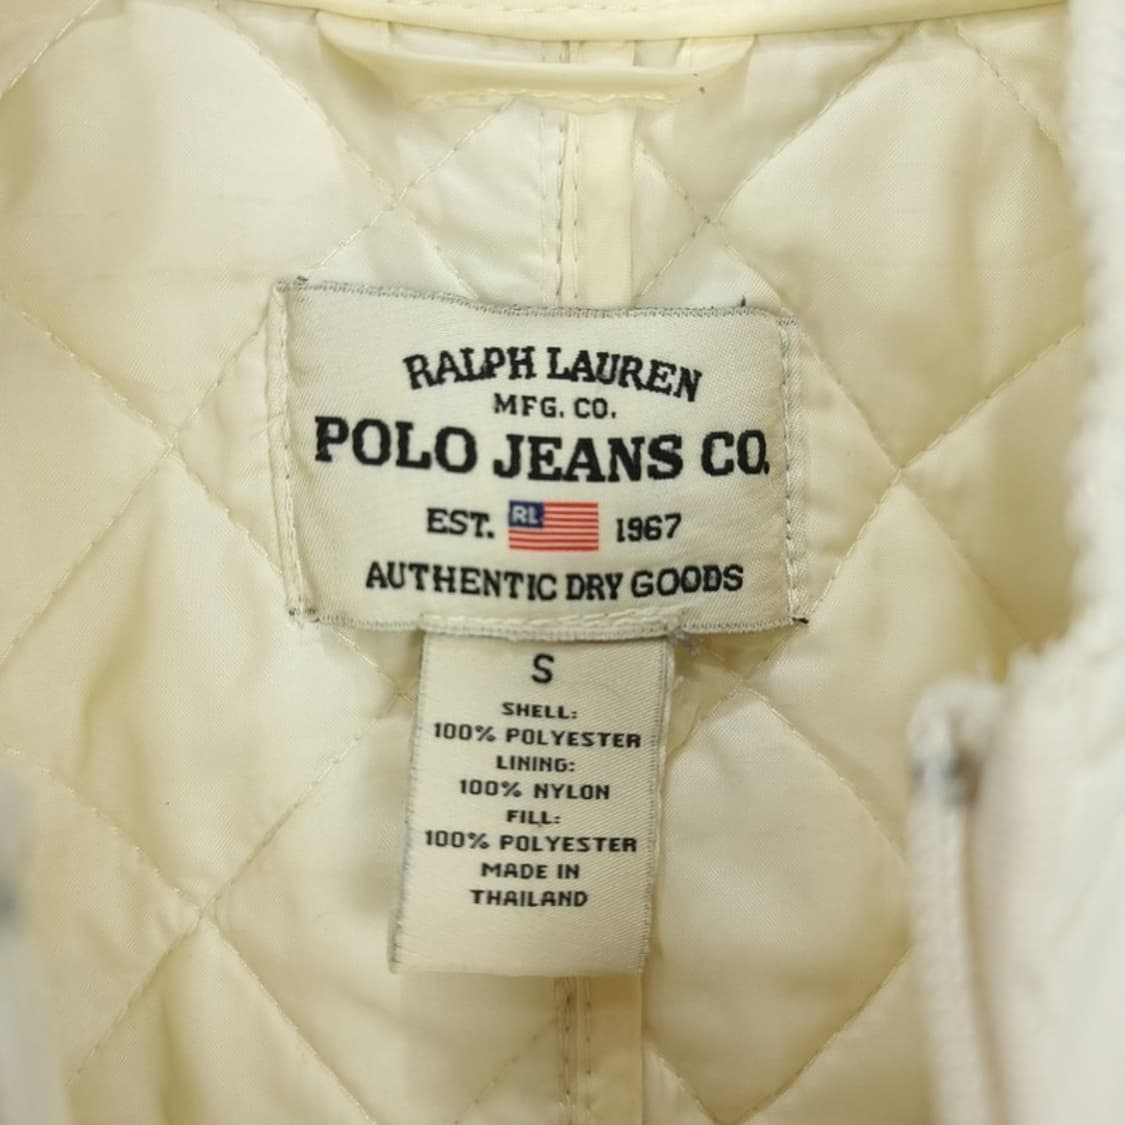 RALPH LAUREN
MFG. CO.
POLO JEANS CO.
EST. RL 1967
AUTHENTIC DRY GOODS
S
SHELL:
100% POLYESTER
LINING:
100% NYLON
FILL:
100% POLYESTER
MADE IN
THAILAND